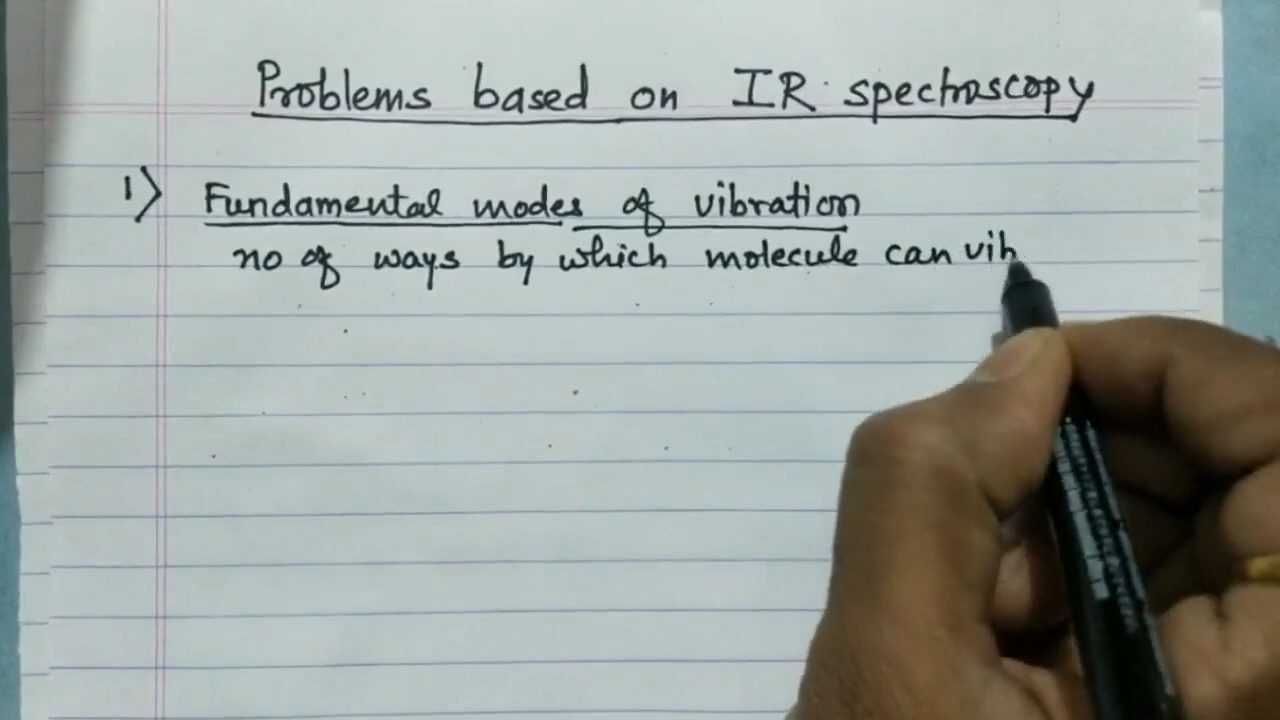 Problems based on IR spectroscopy
1) Fundamental modes of vibration
no of ways by which molecule can vib